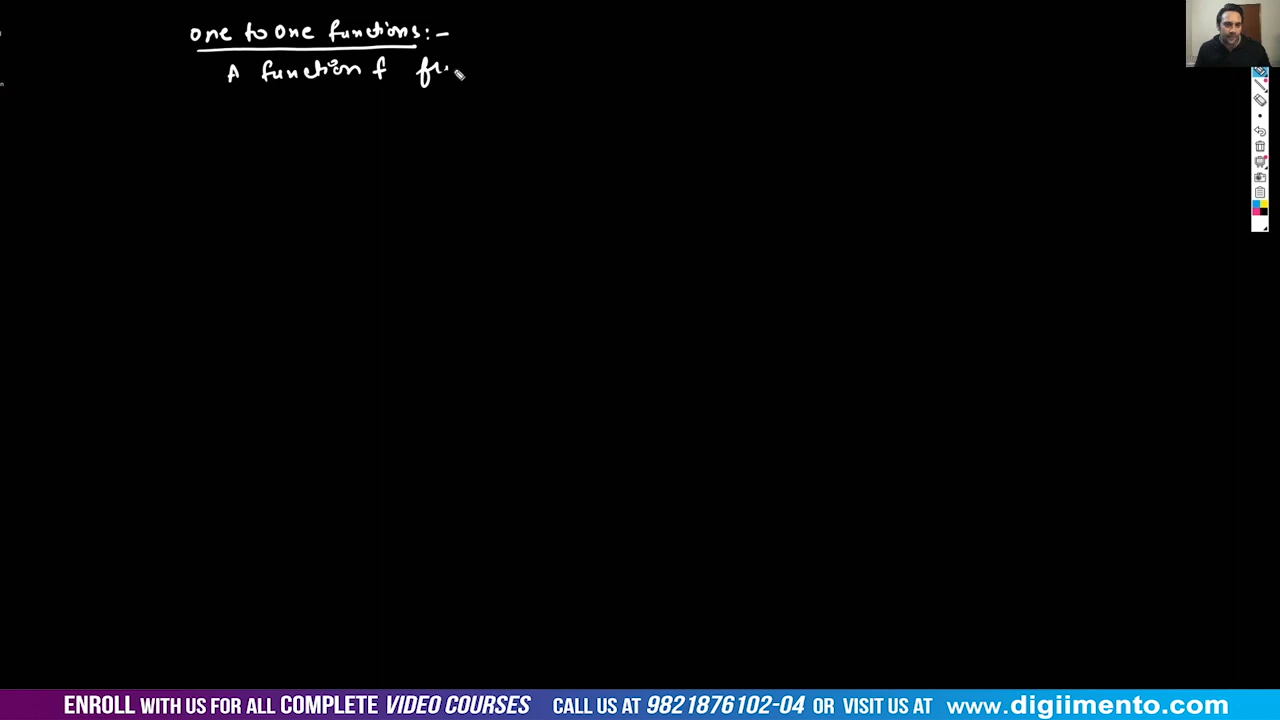 one to one functions:-
A function f
ENROLL WITH US FOR ALL COMPLETE VIDEO COURSES CALL US AT 9821876102-04 OR VISIT US AT www.digiimento.com